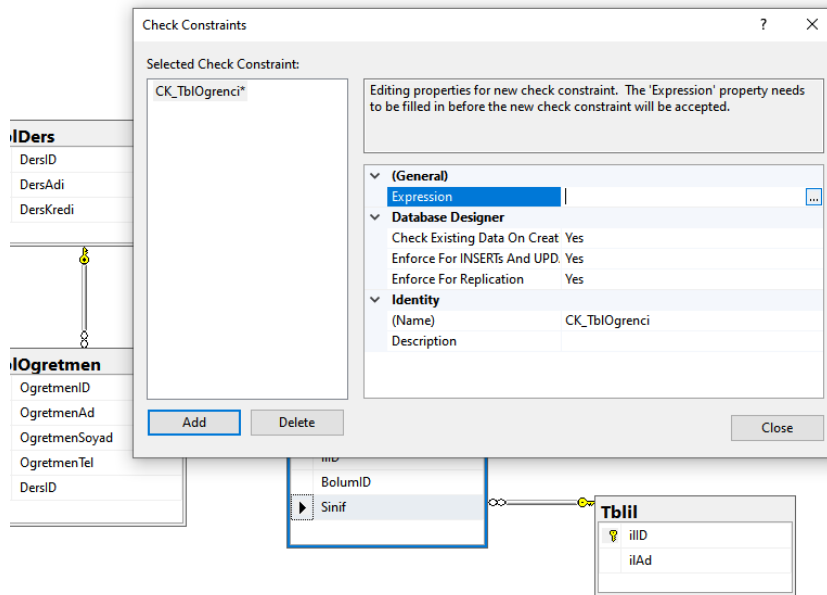 Check Constraints
?
Selected Check Constraint:
CK_TblOgrenci*
Editing properties for new check constraint. The 'Expression' property needs
to be filled in before the new check constraint will be accepted.
(General)
Expression
...
Database Designer
Check Existing Data On Creat Yes
Enforce For INSERTs And UPD. Yes
Enforce For Replication Yes
Identity
(Name) CK_TblOgrenci
Description
Add
Delete
Close
lDers
DersID
DersAdi
DersKredi
lOgretmen
OgretmenID
OgretmenAd
OgretmenSoyad
OgretmenTel
DersID
BolumID
Sinif
Tblil
ilID
ilAd